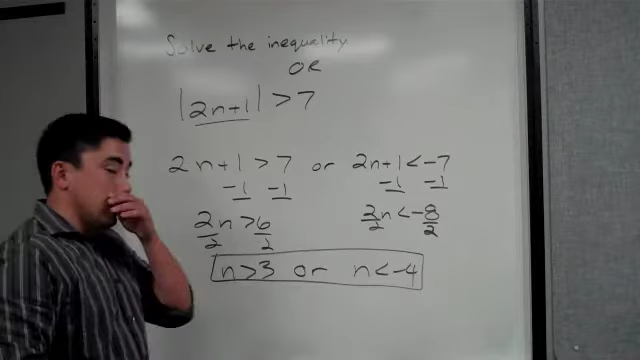 Solve the inequality.
OR
|2n+1| > 7
2n+1 > 7 or 2n+1 < -7
-1 -1 -1 -1
2n > 6 2n < -8
2 2 2 2
n > 3 or n < -4